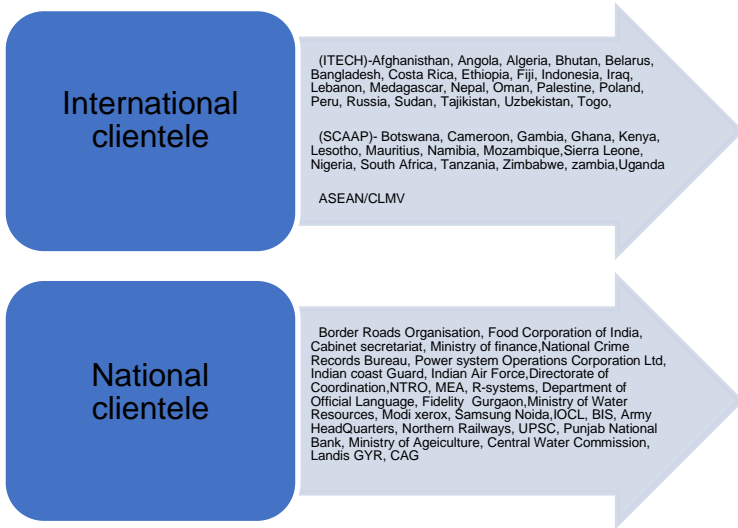 International
clientele
(ITECH)-Afghanisthan, Angola, Algeria, Bhutan, Belarus,
Bangladesh, Costa Rica, Ethiopia, Fiji, Indonesia, Iraq,
Lebanon, Medagascar, Nepal, Oman, Palestine, Poland,
Peru, Russia, Sudan, Tajikistan, Uzbekistan, Togo,
(SCAAP)- Botswana, Cameroon, Gambia, Ghana, Kenya,
Lesotho, Mauritius, Namibia, Mozambique,Sierra Leone,
Nigeria, South Africa, Tanzania, Zimbabwe, zambia,Uganda
ASEAN/CLMV
National
clientele
Border Roads Organisation, Food Corporation of India,
Cabinet secretariat, Ministry of finance,National Crime
Records Bureau, Power system Operations Corporation Ltd,
Indian coast Guard, Indian Air Force,Directorate of
Coordination,NTRO, MEA, R-systems, Department of
Official Language, Fidelity Gurgaon,Ministry of Water
Resources, Modi xerox, Samsung Noida,IOCL, BIS, Army
HeadQuarters, Northern Railways, UPSC, Punjab National
Bank, Ministry of Ageiculture, Central Water Commission,
Landis GYR, CAG